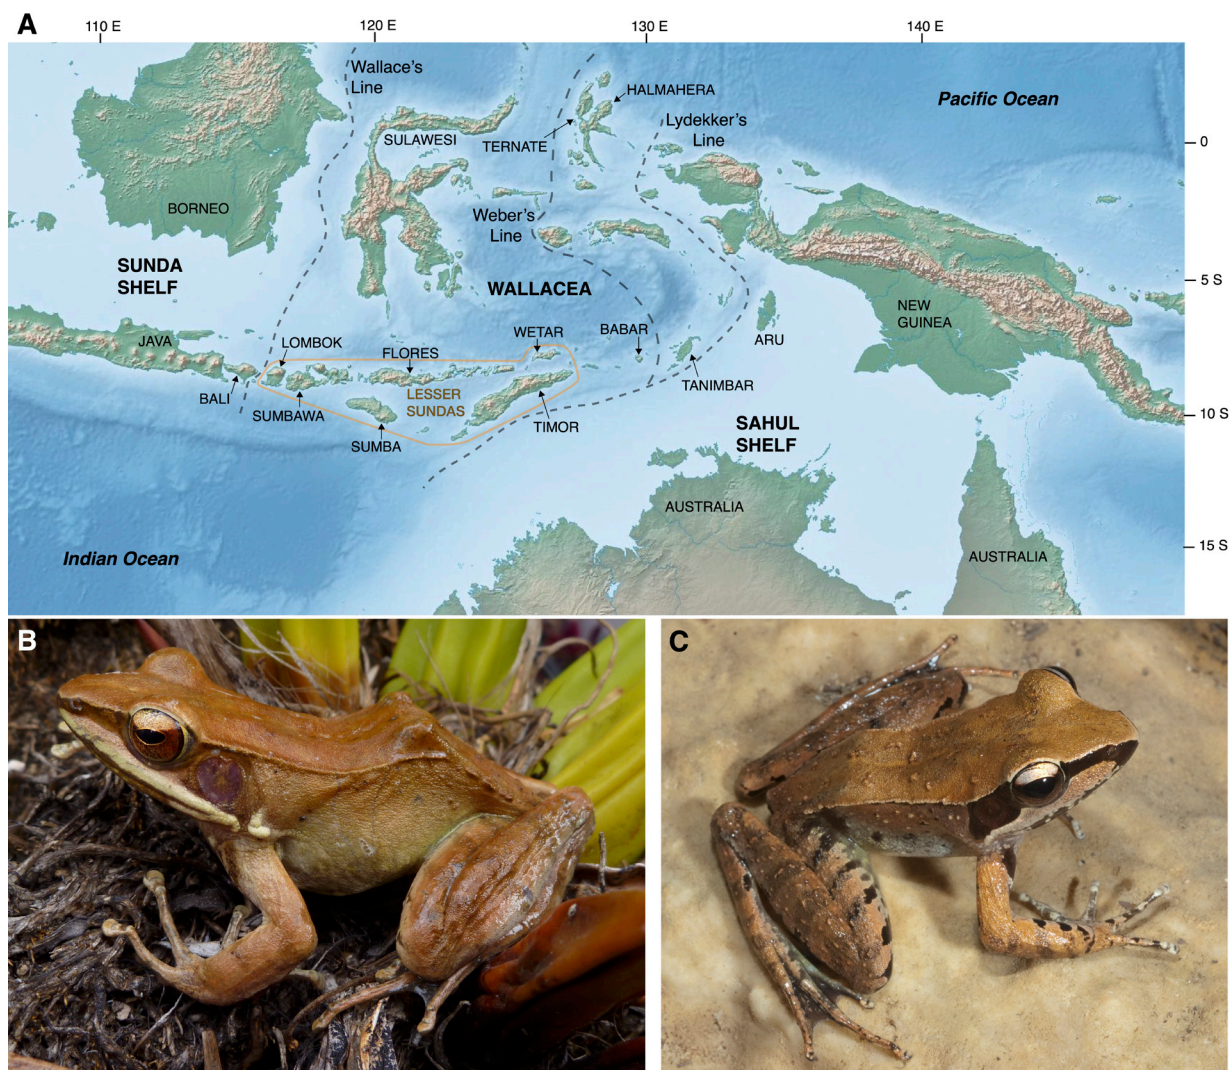 A
110 E
120 E
130 E
140 E
Wallace's
Line
HALMAHERA
Pacific Ocean
Lydekker's
Line
SULAWESI
TERNATE
0
BORNEO
Weber's
Line
SUNDA
SHELF
WALLACEA
5 S
NEW
GUINEA
JAVA
LOMBOK
FLORES
WETAR
BABAR
ARU
BALI
SUMBAWA
LESSER
SUNDAS
TANIMBAR
SUMBA
TIMOR
SAHUL
SHELF
10 S
AUSTRALIA
Indian Ocean
AUSTRALIA
15 S
B
C